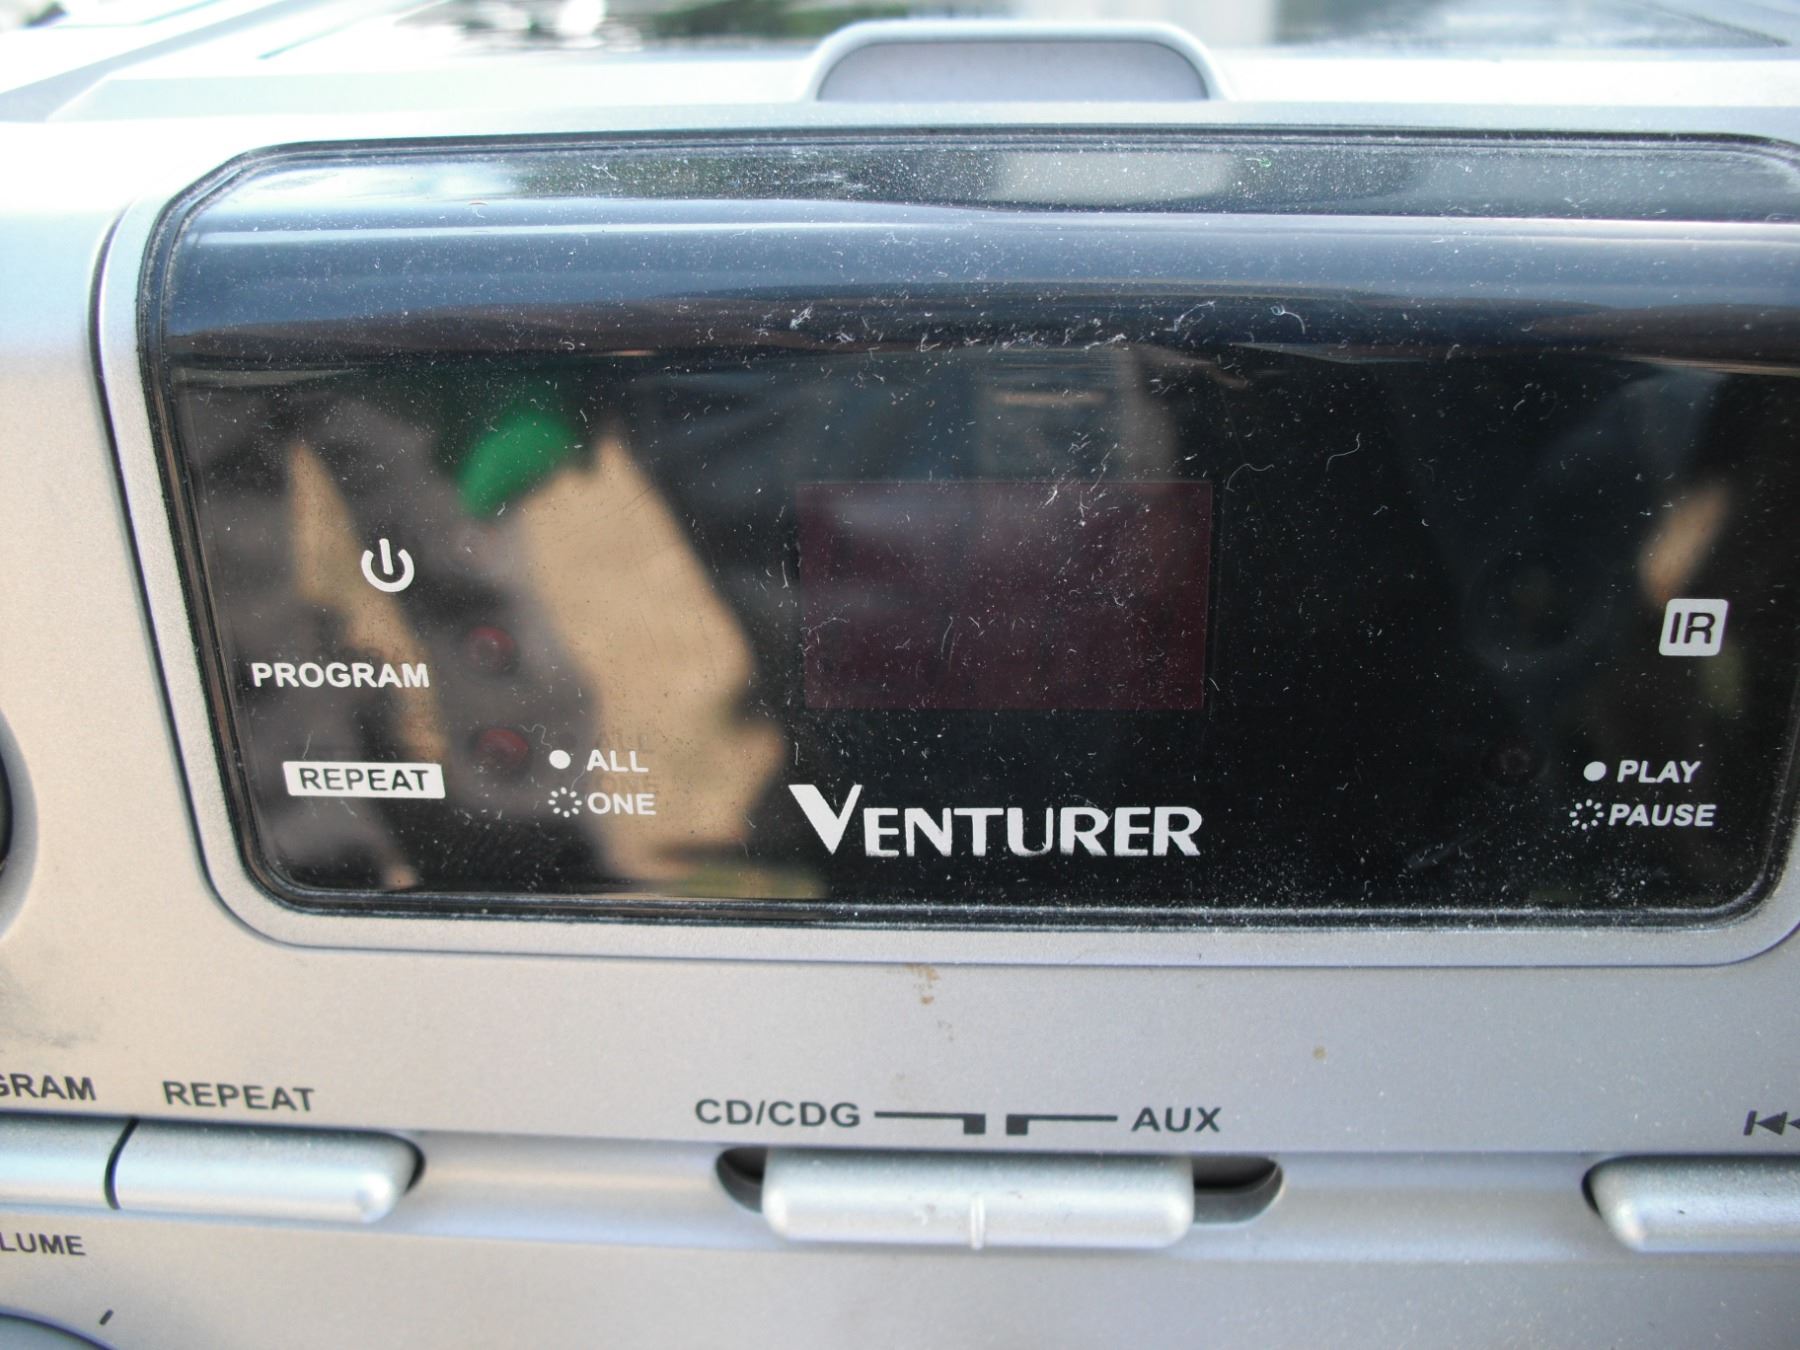 PROGRAM
REPEAT
ALL
ONE
VENTURER
IR
PLAY
PAUSE
GRAM
REPEAT
CD/CDG
AUX
LUME